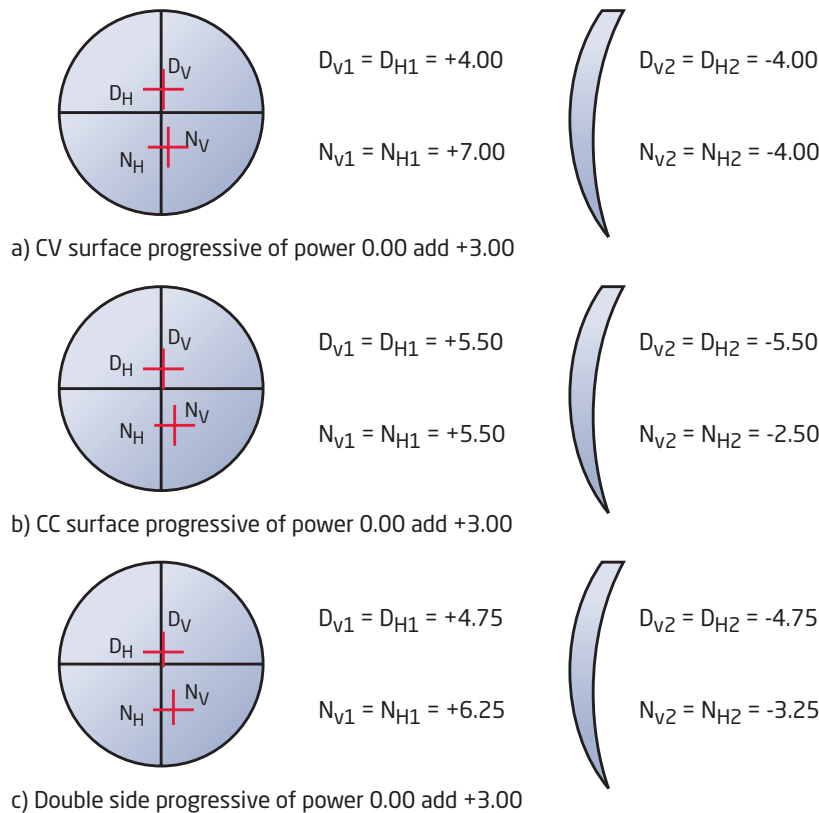 D_V
D_H
N_V
N_H
D_v1 = D_H1 = +4.00
D_v2 = D_H2 = -4.00
N_v1 = N_H1 = +7.00
N_v2 = N_H2 = -4.00
a) CV surface progressive of power 0.00 add +3.00
D_V
D_H
N_V
N_H
D_v1 = D_H1 = +5.50
D_v2 = D_H2 = -5.50
N_v1 = N_H1 = +5.50
N_v2 = N_H2 = -2.50
b) CC surface progressive of power 0.00 add +3.00
D_V
D_H
N_V
N_H
D_v1 = D_H1 = +4.75
D_v2 = D_H2 = -4.75
N_v1 = N_H1 = +6.25
N_v2 = N_H2 = -3.25
c) Double side progressive of power 0.00 add +3.00